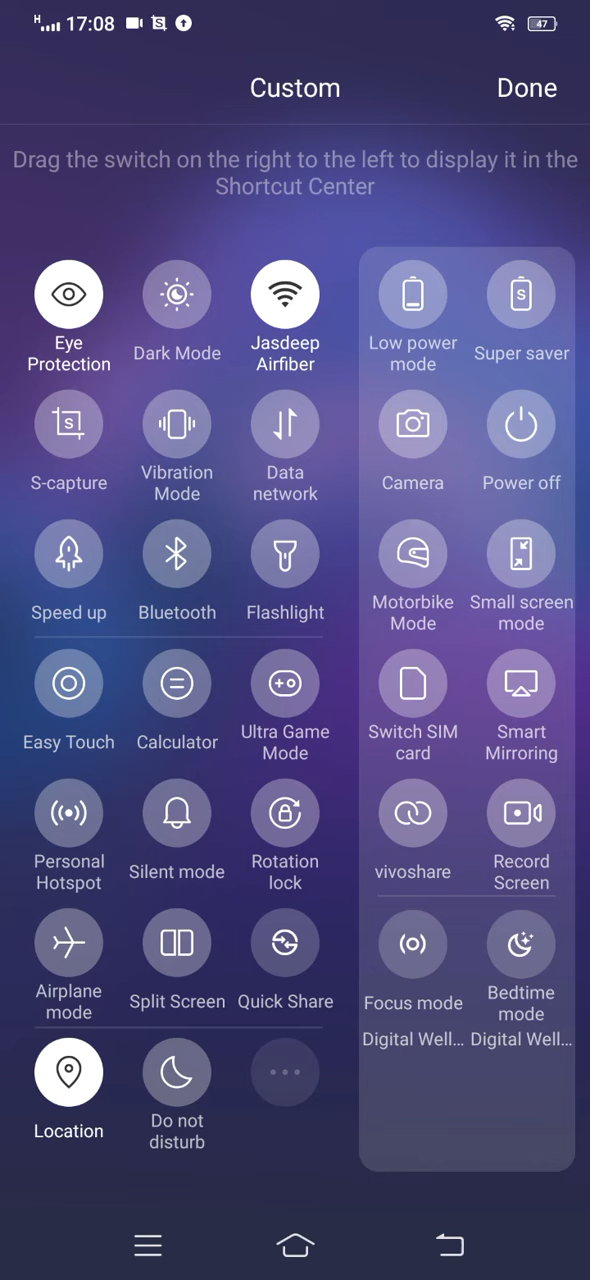 H 17:08 S 47
Custom
Done
Drag the switch on the right to the left to display it in the
Shortcut Center
Eye
Protection
Dark Mode
Jasdeep
Airfiber
Low power
mode
S
Super saver
S
S-capture
Vibration
Mode
Data
network
Camera
Power off
Speed up
Bluetooth
Flashlight
Motorbike
Mode
Small screen
mode
Easy Touch
Calculator
Ultra Game
Mode
Switch SIM
card
Smart
Mirroring
Personal
Hotspot
Silent mode
Rotation
lock
vivoshare
Record
Screen
Airplane
mode
Split Screen
Quick Share
Focus mode
Digital Well...
Bedtime
mode
Digital Well...
Location
Do not
disturb